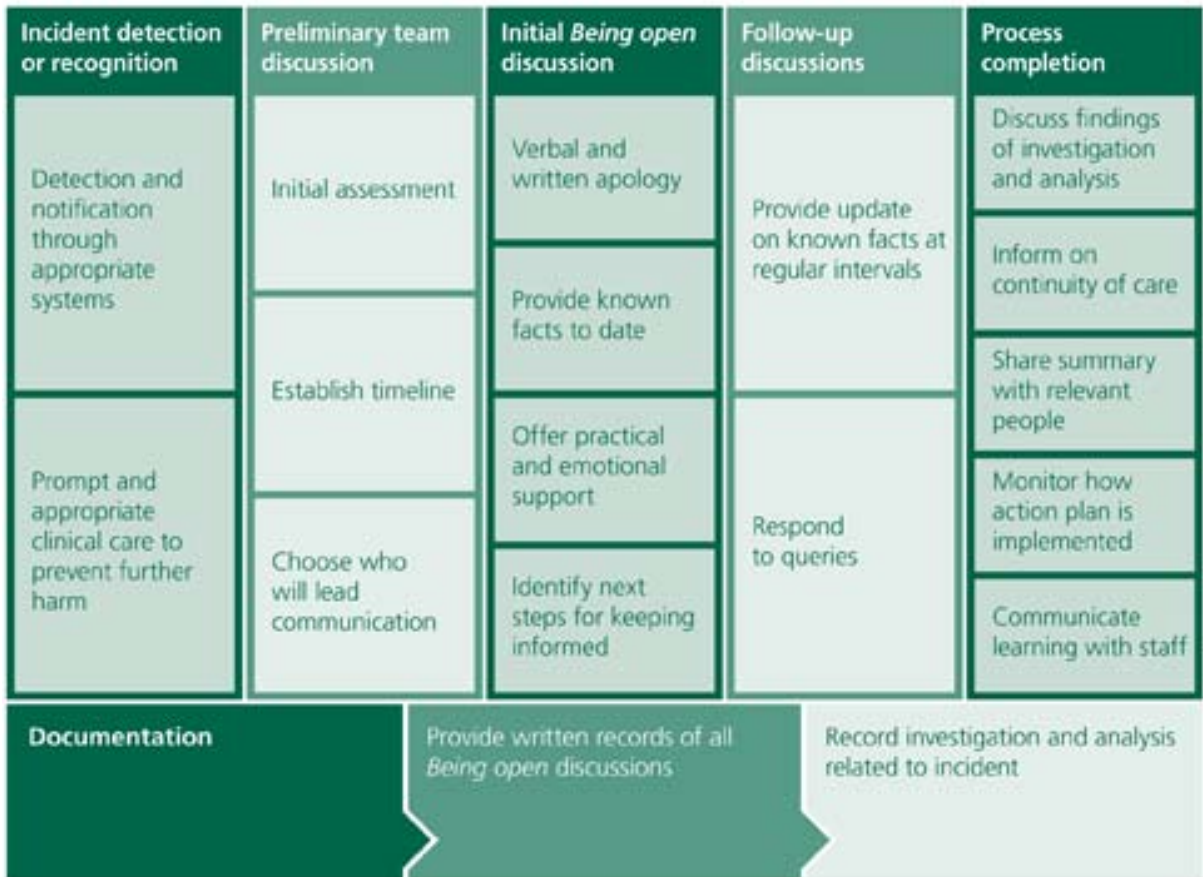 Incident detection
or recognition
Detection and
notification
through
appropriate
systems
Prompt and
appropriate
clinical care to
prevent further
harm
Preliminary team
discussion
Initial assessment
Establish timeline
Choose who
will lead
communication
Initial Being open
discussion
Verbal and
written apology
Provide known
facts to date
Offer practical
and emotional
support
Identify next
steps for keeping
informed
Follow-up
discussions
Provide update
on known facts at
regular intervals
Respond
to queries
Process
completion
Discuss findings
of investigation
and analysis
Inform on
continuity of care
Share summary
with relevant
people
Monitor how
action plan is
implemented
Communicate
learning with staff
Documentation
Provide written records of all
Being open discussions
Record investigation and analysis
related to incident